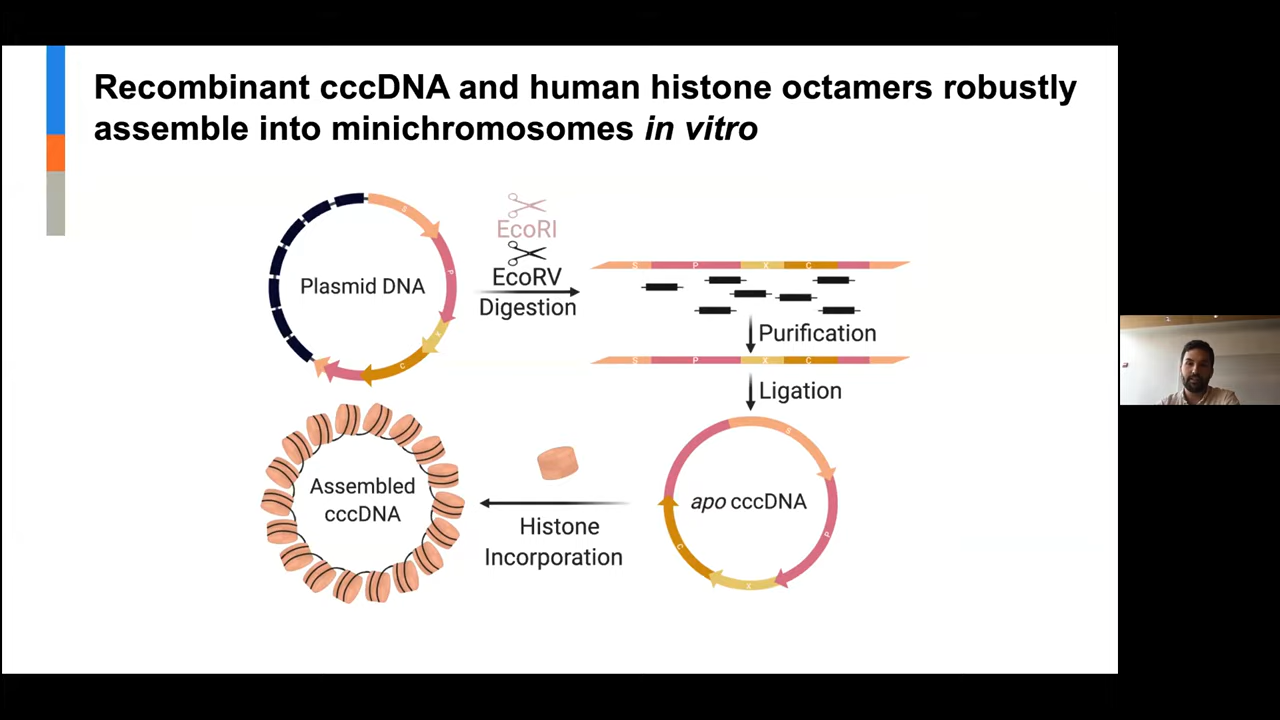 Recombinant cccDNA and human histone octamers robustly
assemble into minichromosomes in vitro
S
P
X
C
Plasmid DNA
EcoRI
EcoRV
Digestion
S P X C
Purification
S P X C
Ligation
S
P
X
C
apo cccDNA
Histone
Incorporation
Assembled
cccDNA